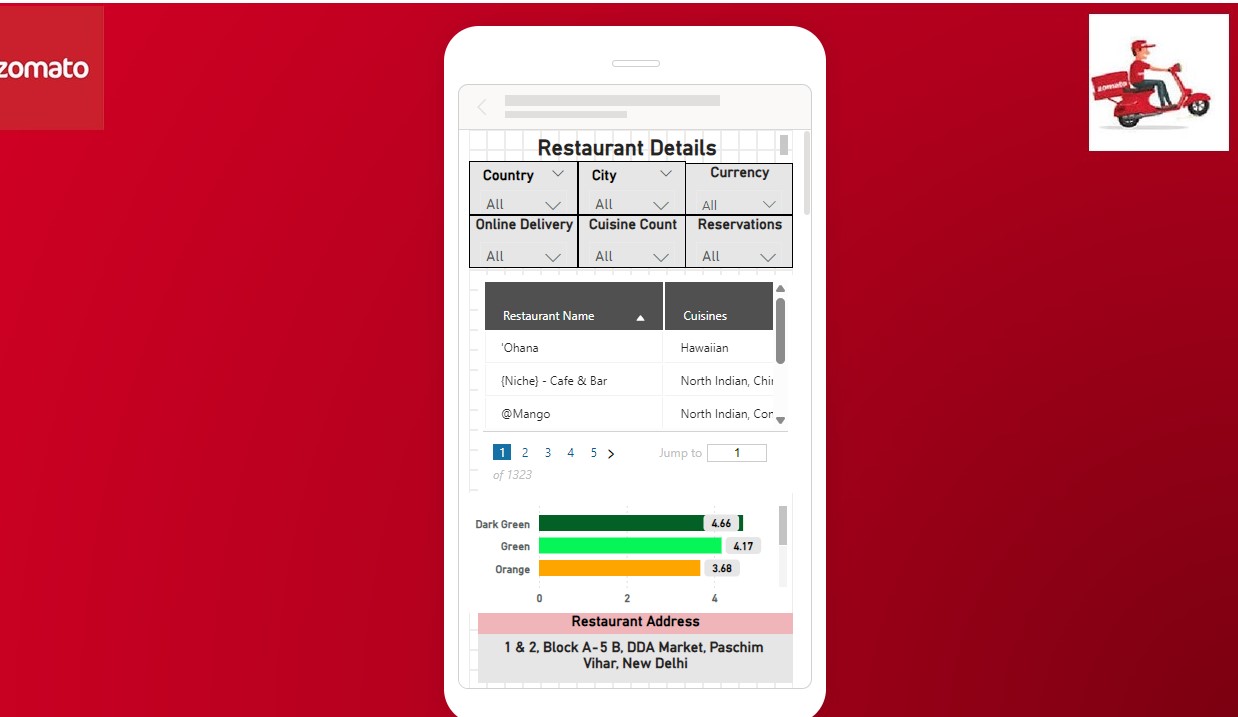 zomato
zomato
Restaurant Details
Country City Currency
All All All
Online Delivery Cuisine Count Reservations
All All All
Restaurant Name Cuisines
'Ohana Hawaiian
{Niche} - Cafe & Bar North Indian, Chi
@Mango North Indian, Cor
1 2 3 4 5 Jump to 1
of 1323
Dark Green 4.66
Green 4.17
Orange 3.68
0 2 4
Restaurant Address
1 & 2, Block A-5 B, DDA Market, Paschim
Vihar, New Delhi